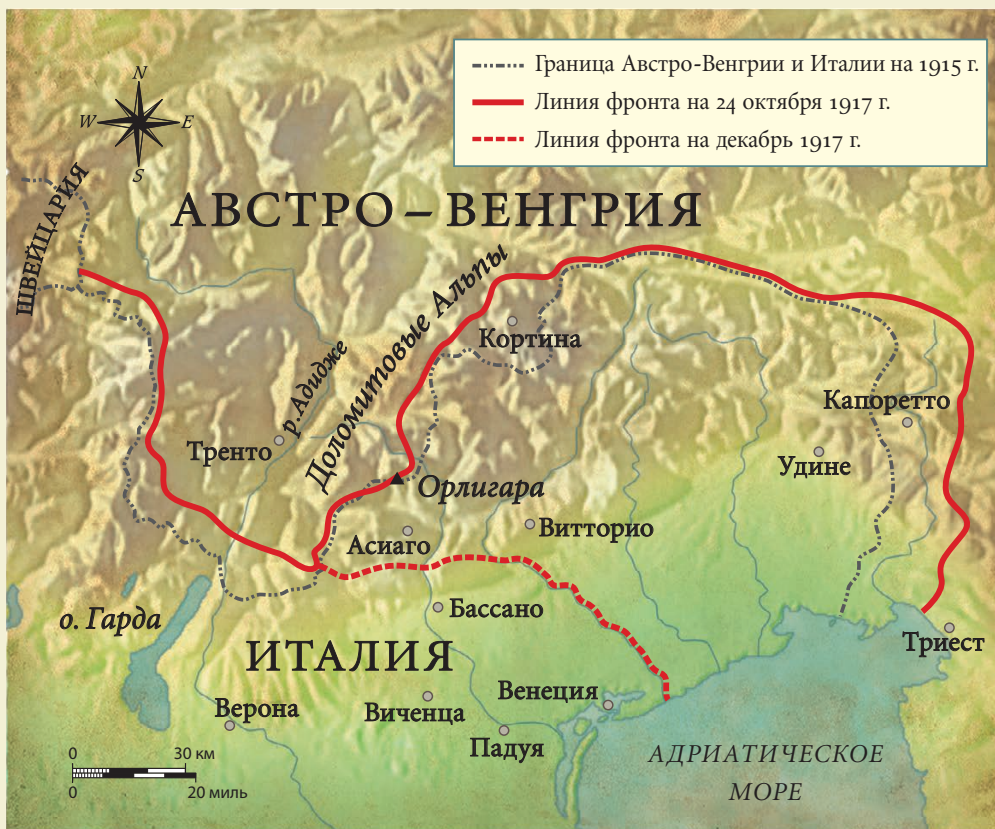 Граница Австро-Венгрии и Италии на 1915 г.
Линия фронта на 24 октября 1917 г.
Линия фронта на декабрь 1917 г.
N
W
E
S
ШВЕЙЦАРИЯ
АВСТРО – ВЕНГРИЯ
Доломитовые Альпы
Кортина
р. Адидже
Капоретто
Тренто
Удине
Орлигара
Асиаго
Витторио
о. Гарда
Бассано
ИТАЛИЯ
Триест
Верона
Виченца
Венеция
Падуя
АДРИАТИЧЕСКОЕ
МОРЕ
0 30 км
0 20 миль